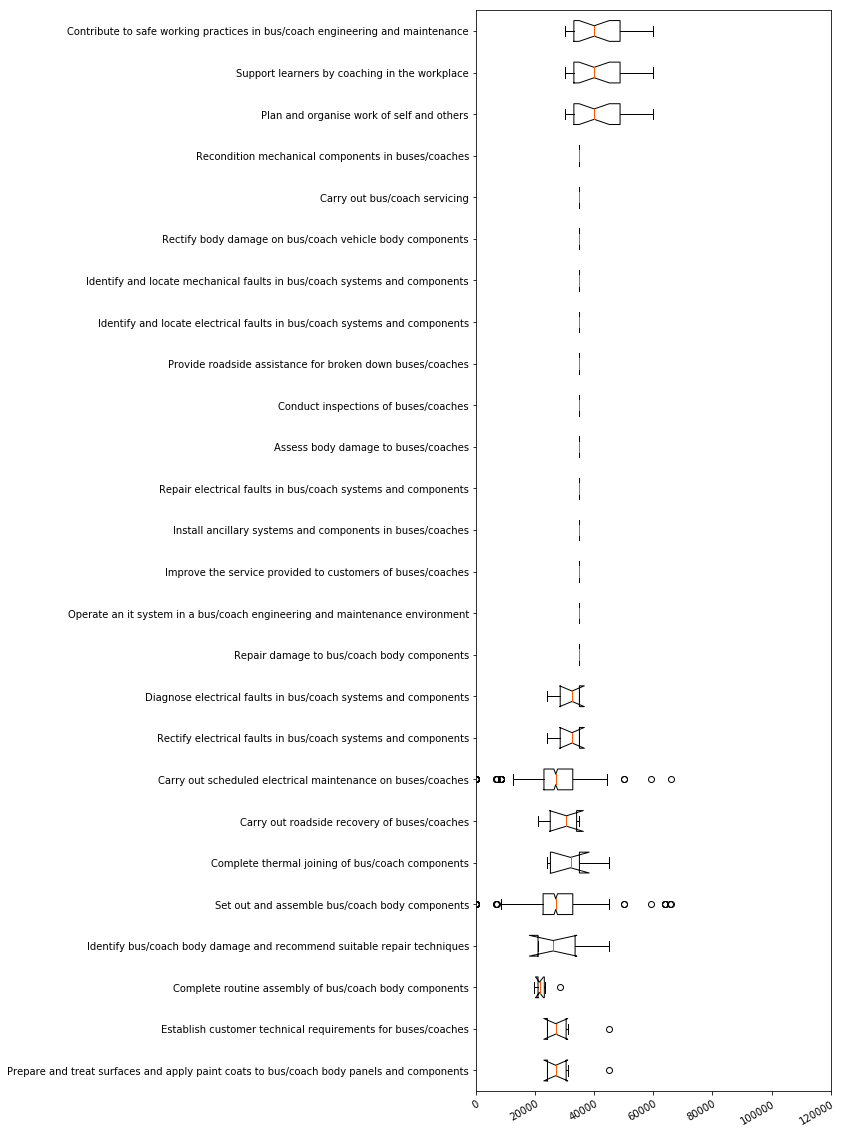 Contribute to safe working practices in bus/coach engineering and maintenance
Support learners by coaching in the workplace
Plan and organise work of self and others
Recondition mechanical components in buses/coaches
Carry out bus/coach servicing
Rectify body damage on bus/coach vehicle body components
Identify and locate mechanical faults in bus/coach systems and components
Identify and locate electrical faults in bus/coach systems and components
Provide roadside assistance for broken down buses/coaches
Conduct inspections of buses/coaches
Assess body damage to buses/coaches
Repair electrical faults in bus/coach systems and components
Install ancillary systems and components in buses/coaches
Improve the service provided to customers of buses/coaches
Operate an it system in a bus/coach engineering and maintenance environment
Repair damage to bus/coach body components
Diagnose electrical faults in bus/coach systems and components
Rectify electrical faults in bus/coach systems and components
Carry out scheduled electrical maintenance on buses/coaches
Carry out roadside recovery of buses/coaches
Complete thermal joining of bus/coach components
Set out and assemble bus/coach body components
Identify bus/coach body damage and recommend suitable repair techniques
Complete routine assembly of bus/coach body components
Establish customer technical requirements for buses/coaches
Prepare and treat surfaces and apply paint coats to bus/coach body panels and components
0 20000 40000 60000 80000 100000 120000